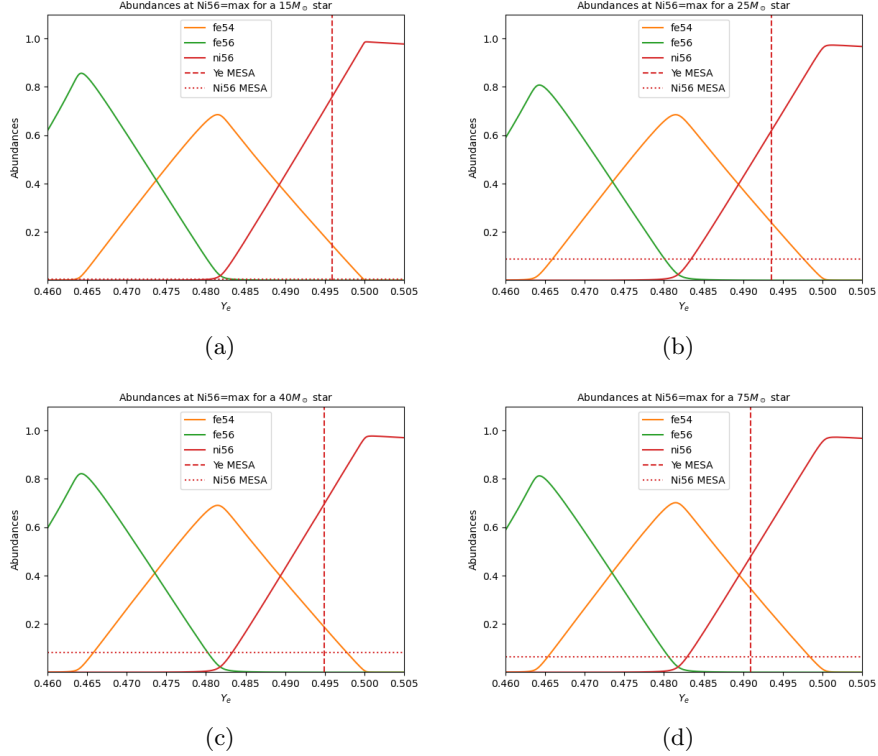 Abundances at Ni56=max for a 15M☉ star
fe54
fe56
ni56
Ye MESA
Ni56 MESA
Abundances
1.0
0.8
0.6
0.4
0.2
0.460 0.465 0.470 0.475 0.480 0.485 0.490 0.495 0.500 0.505
Y_e
(a)
Abundances at Ni56=max for a 25M☉ star
fe54
fe56
ni56
Ye MESA
Ni56 MESA
Abundances
1.0
0.8
0.6
0.4
0.2
0.460 0.465 0.470 0.475 0.480 0.485 0.490 0.495 0.500 0.505
Y_e
(b)
Abundances at Ni56=max for a 40M☉ star
fe54
fe56
ni56
Ye MESA
Ni56 MESA
Abundances
1.0
0.8
0.6
0.4
0.2
0.460 0.465 0.470 0.475 0.480 0.485 0.490 0.495 0.500 0.505
Y_e
(c)
Abundances at Ni56=max for a 75M☉ star
fe54
fe56
ni56
Ye MESA
Ni56 MESA
Abundances
1.0
0.8
0.6
0.4
0.2
0.460 0.465 0.470 0.475 0.480 0.485 0.490 0.495 0.500 0.505
Y_e
(d)